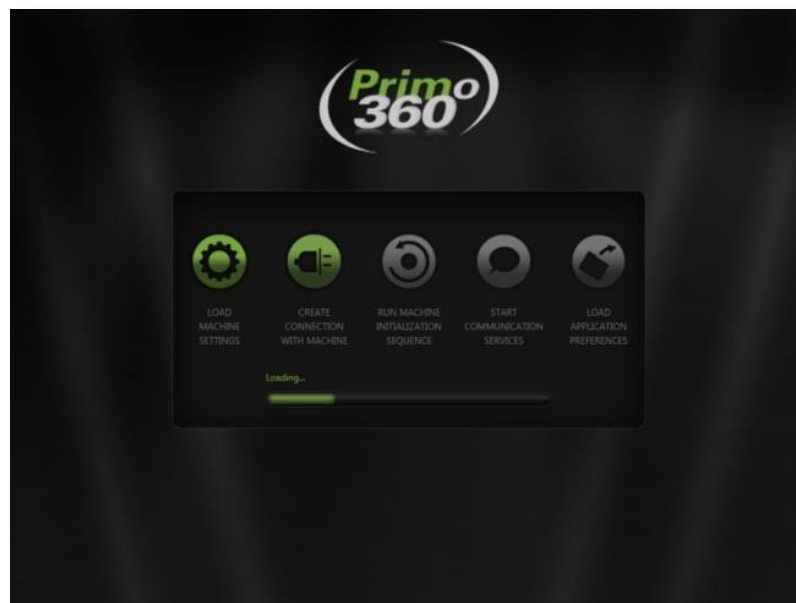 Primo
360
LOAD
MACHINE
SETTINGS
CREATE
CONNECTION
WITH MACHINE
RUN MACHINE
INITIALIZATION
SEQUENCE
START
COMMUNICATION
SERVICES
LOAD
APPLICATION
PREFERENCES
Loading...